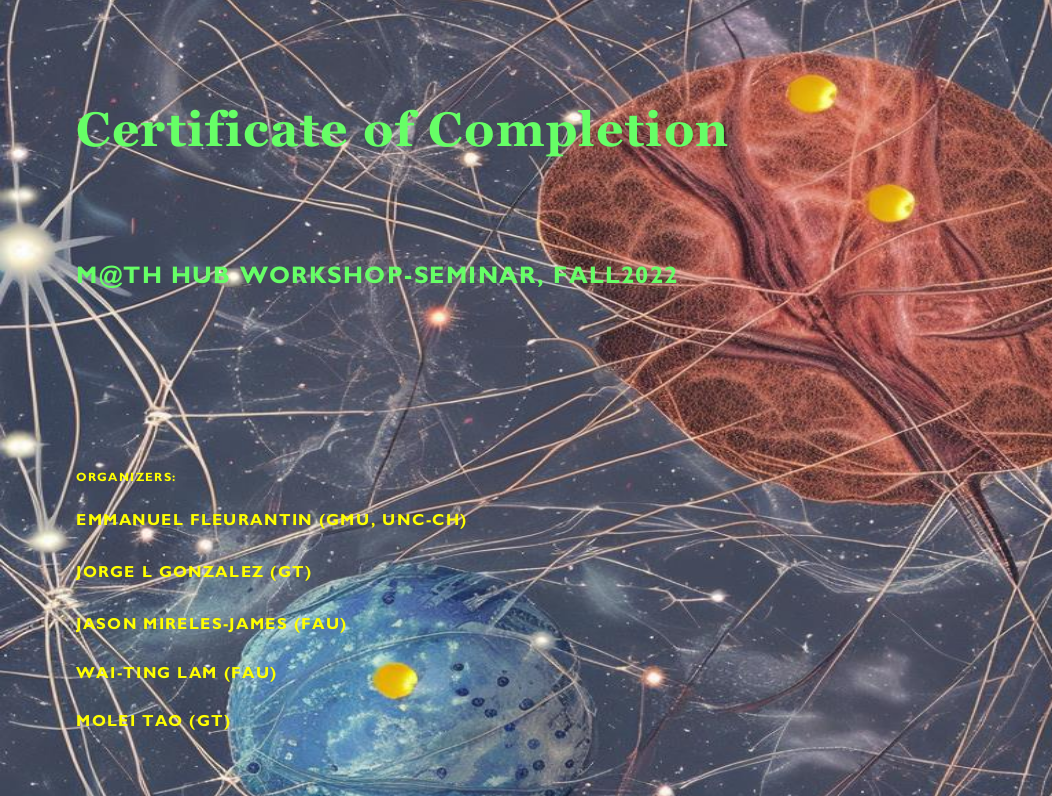 Certificate of Completion
M@TH HUB WORKSHOP-SEMINAR, FALL2022
ORGANIZERS:
EMMANUEL FLEURANTIN (GMU, UNC-CH)
JORGE L GONZALEZ (GT)
JASON MIRELES-JAMES (FAU)
WAI-TING LAM (FAU)
MOLEI TAO (GT)